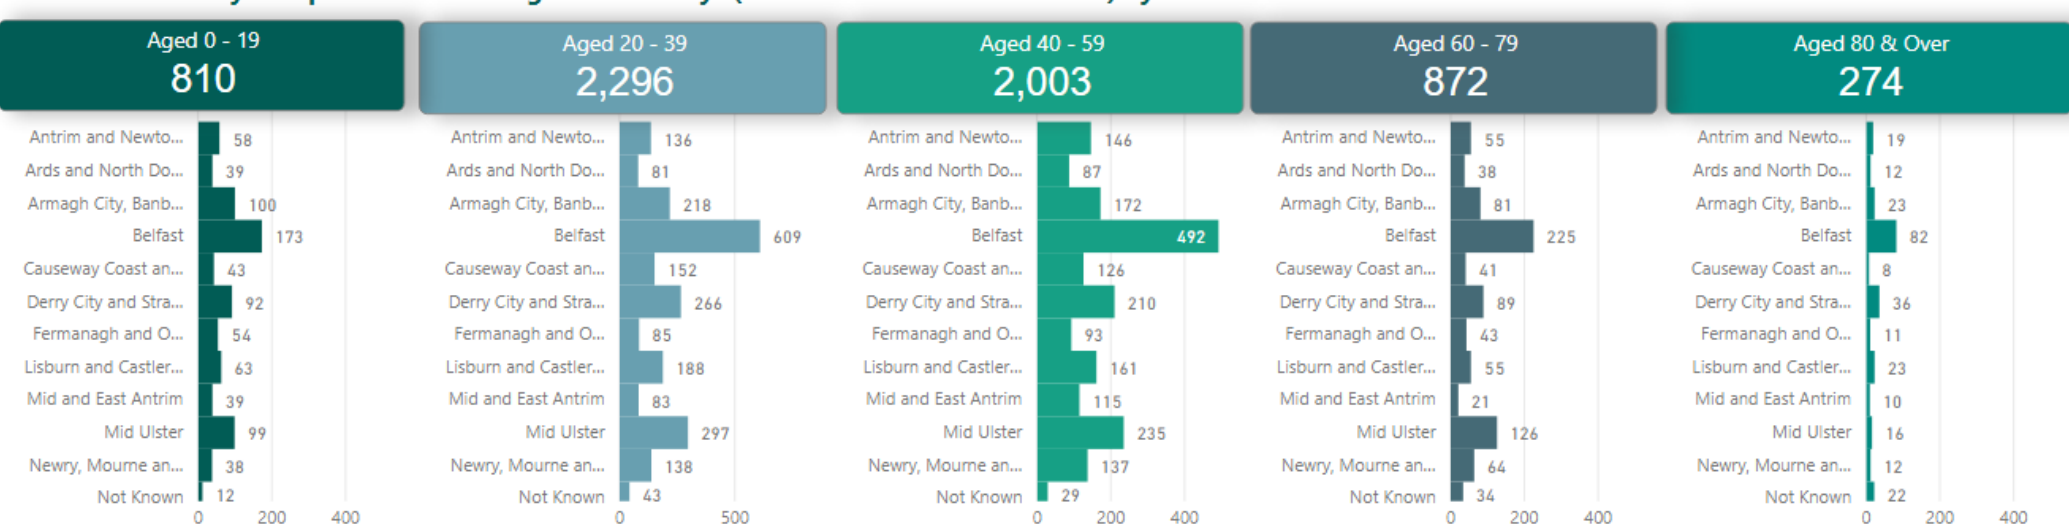 Aged 0 - 19
810
Antrim and Newto... 58
Ards and North Do... 39
Armagh City, Banb... 100
Belfast 173
Causeway Coast an... 43
Derry City and Stra... 92
Fermanagh and O... 54
Lisburn and Castler... 63
Mid and East Antrim 39
Mid Ulster 99
Newry, Mourne an... 38
Not Known 12
0 200 400
Aged 20 - 39
2,296
Antrim and Newto... 136
Ards and North Do... 81
Armagh City, Banb... 218
Belfast 609
Causeway Coast an... 152
Derry City and Stra... 266
Fermanagh and O... 85
Lisburn and Castler... 188
Mid and East Antrim 83
Mid Ulster 297
Newry, Mourne an... 138
Not Known 43
0 500
Aged 40 - 59
2,003
Antrim and Newto... 146
Ards and North Do... 87
Armagh City, Banb... 172
Belfast 492
Causeway Coast an... 126
Derry City and Stra... 210
Fermanagh and O... 93
Lisburn and Castler... 161
Mid and East Antrim 115
Mid Ulster 235
Newry, Mourne an... 137
Not Known 29
0 200 400
Aged 60 - 79
872
Antrim and Newto... 55
Ards and North Do... 38
Armagh City, Banb... 81
Belfast 225
Causeway Coast an... 41
Derry City and Stra... 89
Fermanagh and O... 43
Lisburn and Castler... 55
Mid and East Antrim 21
Mid Ulster 126
Newry, Mourne an... 64
Not Known 34
0 200 400
Aged 80 & Over
274
Antrim and Newto... 19
Ards and North Do... 12
Armagh City, Banb... 23
Belfast 82
Causeway Coast an... 8
Derry City and Stra... 36
Fermanagh and O... 11
Lisburn and Castler... 23
Mid and East Antrim 10
Mid Ulster 16
Newry, Mourne an... 12
Not Known 22
0 200 400